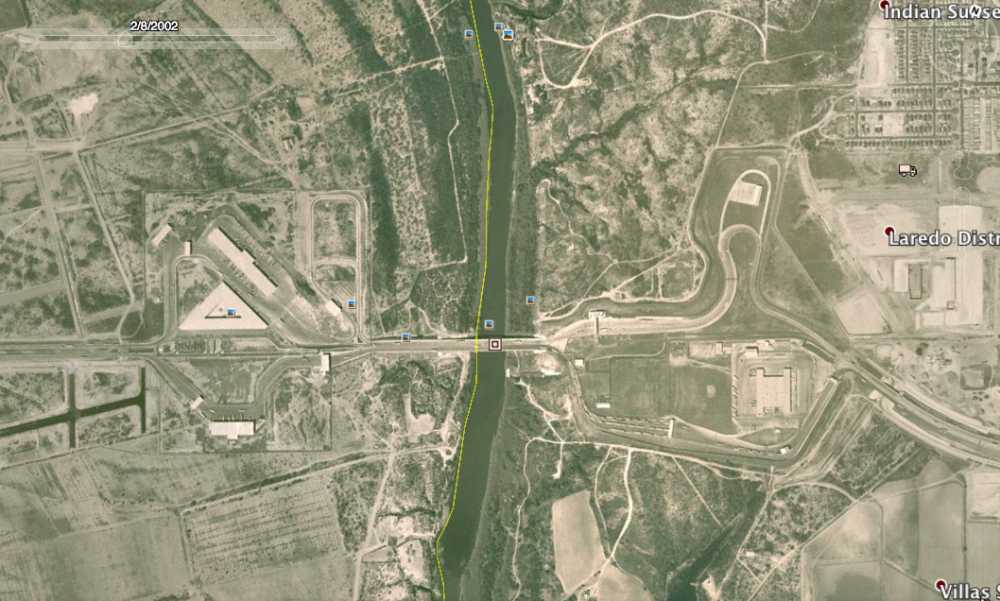 2/8/2002
Indian Sunse
N
Laredo Distr
Villas s